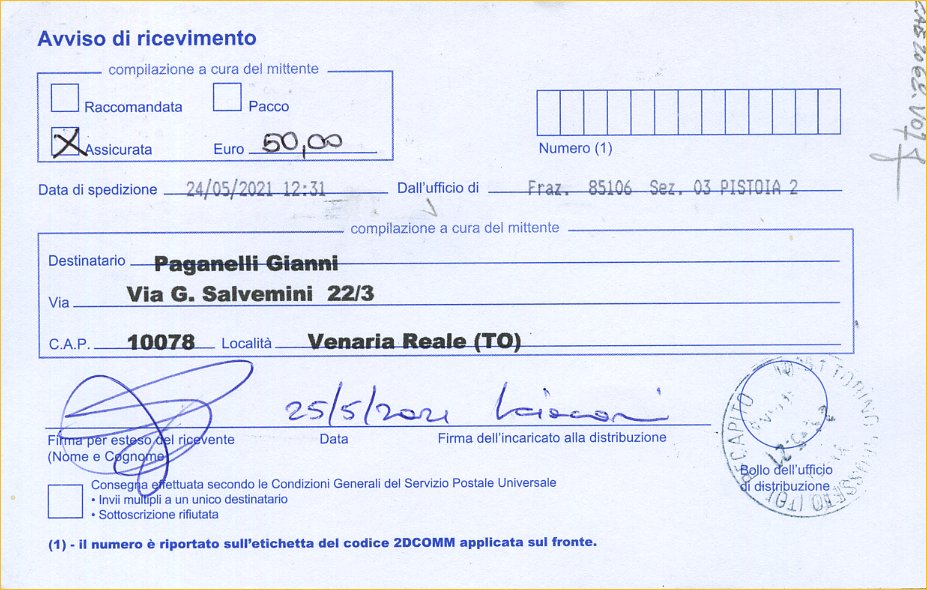 Avviso di ricevimento
compilazione a cura del mittente
Raccomandata Pacco
X Assicurata Euro 50,00
Numero (1)
Data di spedizione 24/05/2021 12:31 Dall'ufficio di Fraz. 85106 Sez. 03 PISTOIA 2
compilazione a cura del mittente
Destinatario Paganelli Gianni
Via Via G. Salvemini 22/3
C.A.P. 10078 Località Venaria Reale (TO)
25/5/2021
Firma per esteso del ricevente Data Firma dell'incaricato alla distribuzione
(Nome e Cognome)
Bollo dell'ufficio
di distribuzione
RECAPITO
(TO)
Consegna effettuata secondo le Condizioni Generali del Servizio Postale Universale
• Invii multipli a un unico destinatario
• Sottoscrizione rifiutata
(1) - il numero è riportato sull'etichetta del codice 2DCOMM applicata sul fronte.